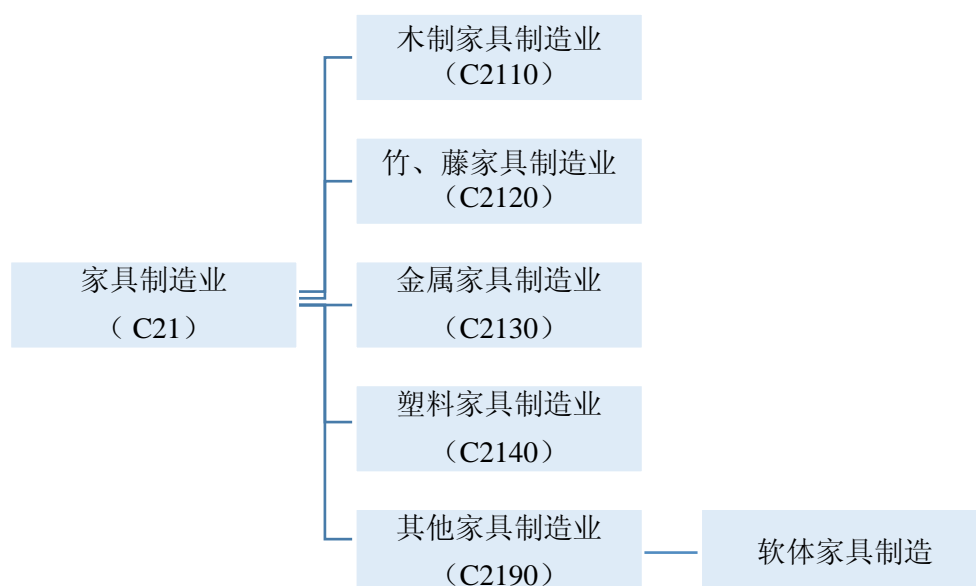 木制家具制造业
（C2110）
竹、藤家具制造业
（C2120）
家具制造业
（ C21）
金属家具制造业
（C2130）
塑料家具制造业
（C2140）
其他家具制造业
（C2190）
软体家具制造